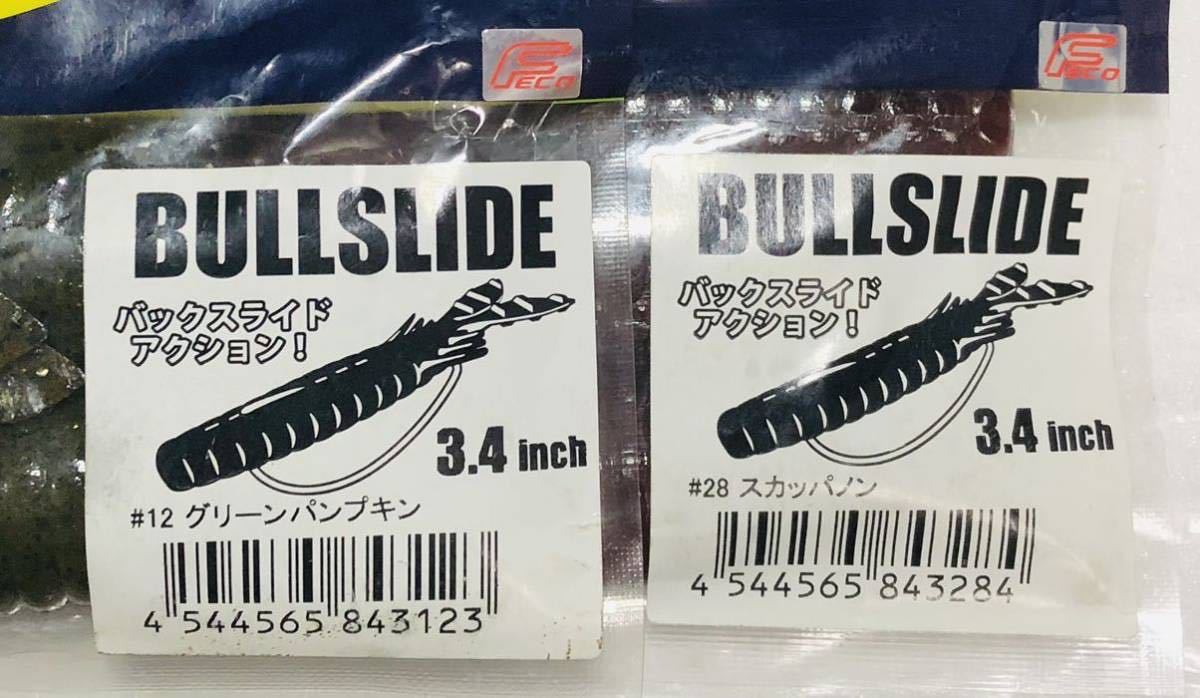 FECO
BULLSLIDE
バックスライド
アクション！
3.4 inch
#12 グリーンパンプキン
4 544565 843123
FECO
BULLSLIDE
バックスライド
アクション！
3.4 inch
#28 スカッパノン
4 544565 843284